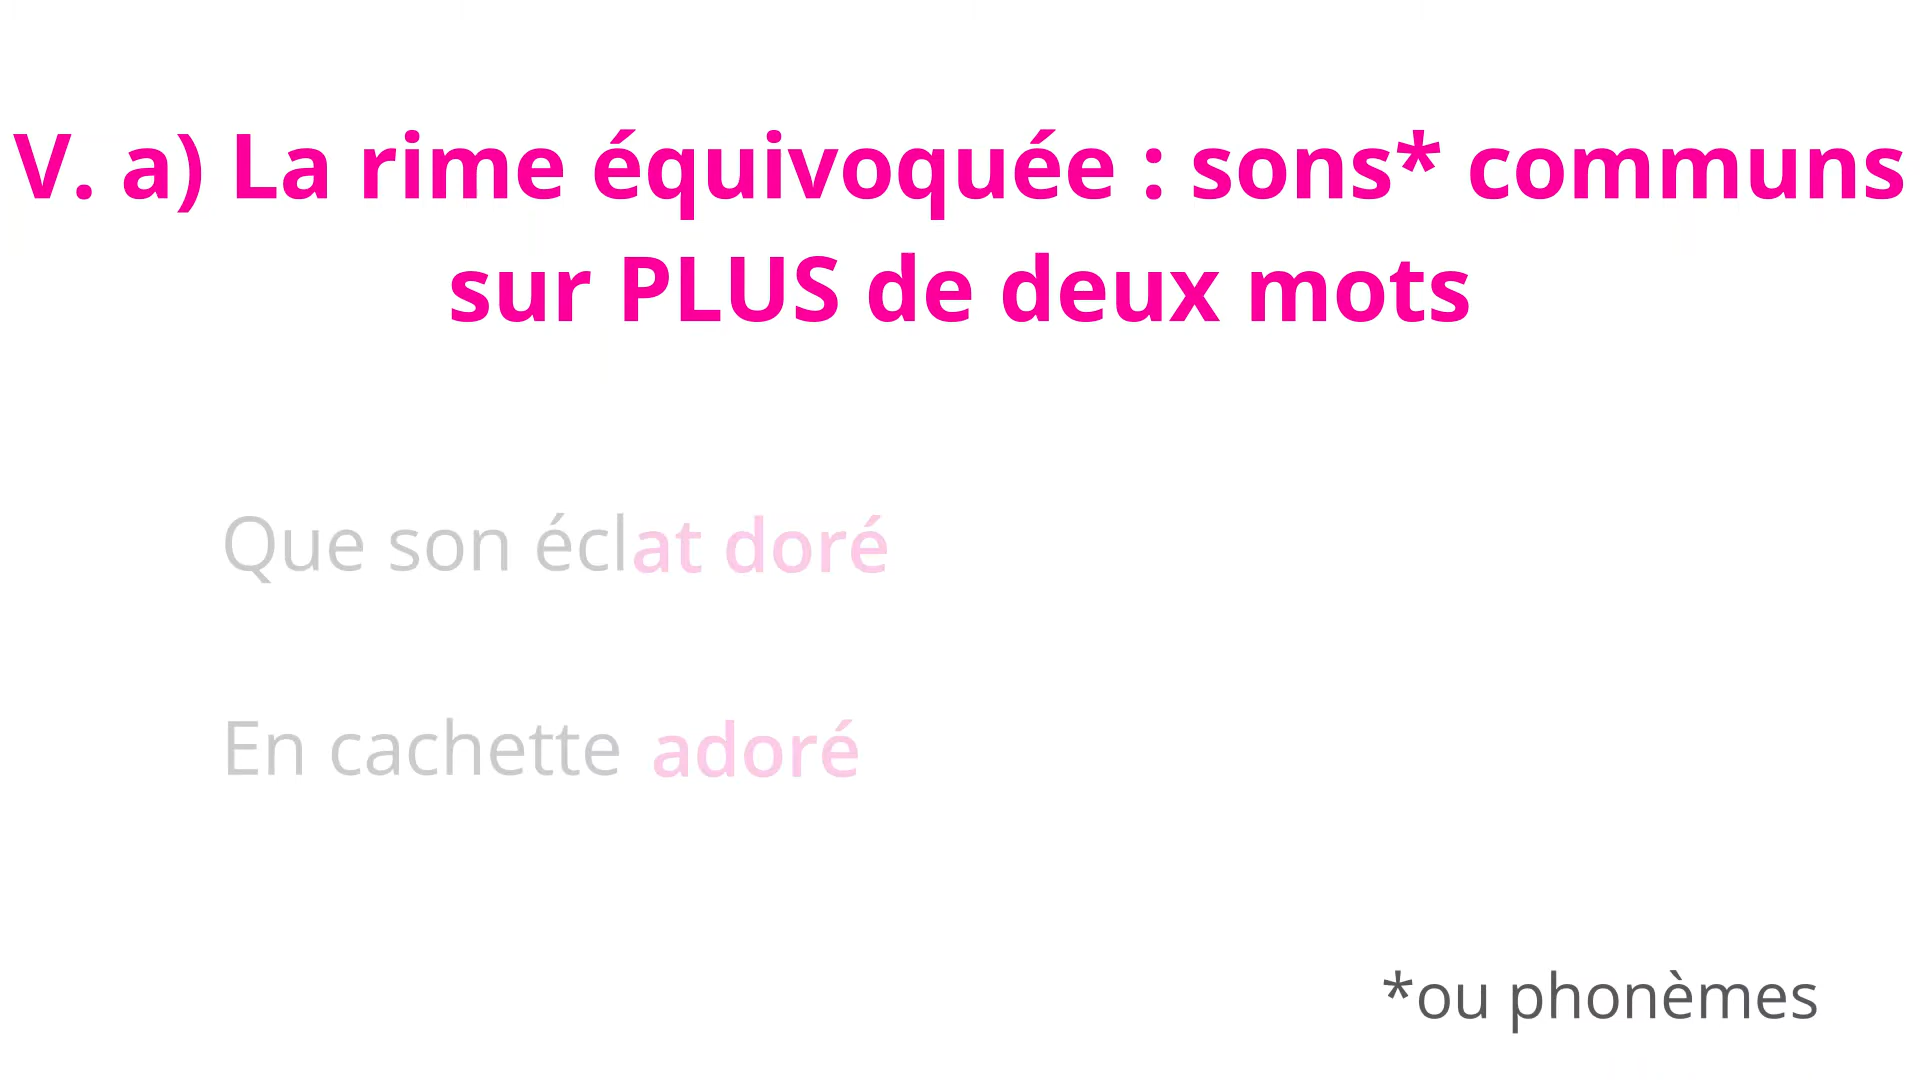 V. a) La rime équivoquée : sons* communs
sur PLUS de deux mots
Que son éclat doré
En cachette adoré
*ou phonèmes